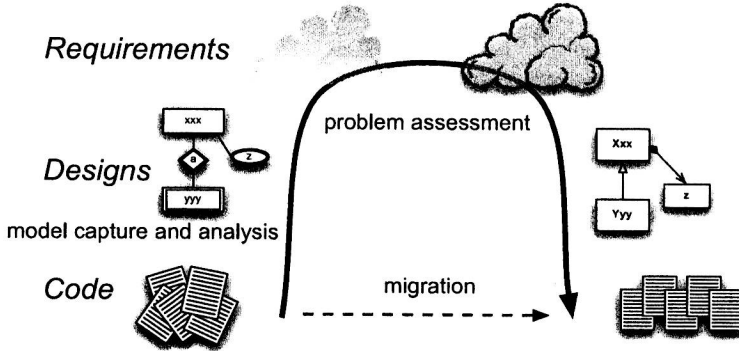 Requirements
problem assessment
xxx
a
z
yyy
Designs
Xxx
z
Yyy
model capture and analysis
Code
migration